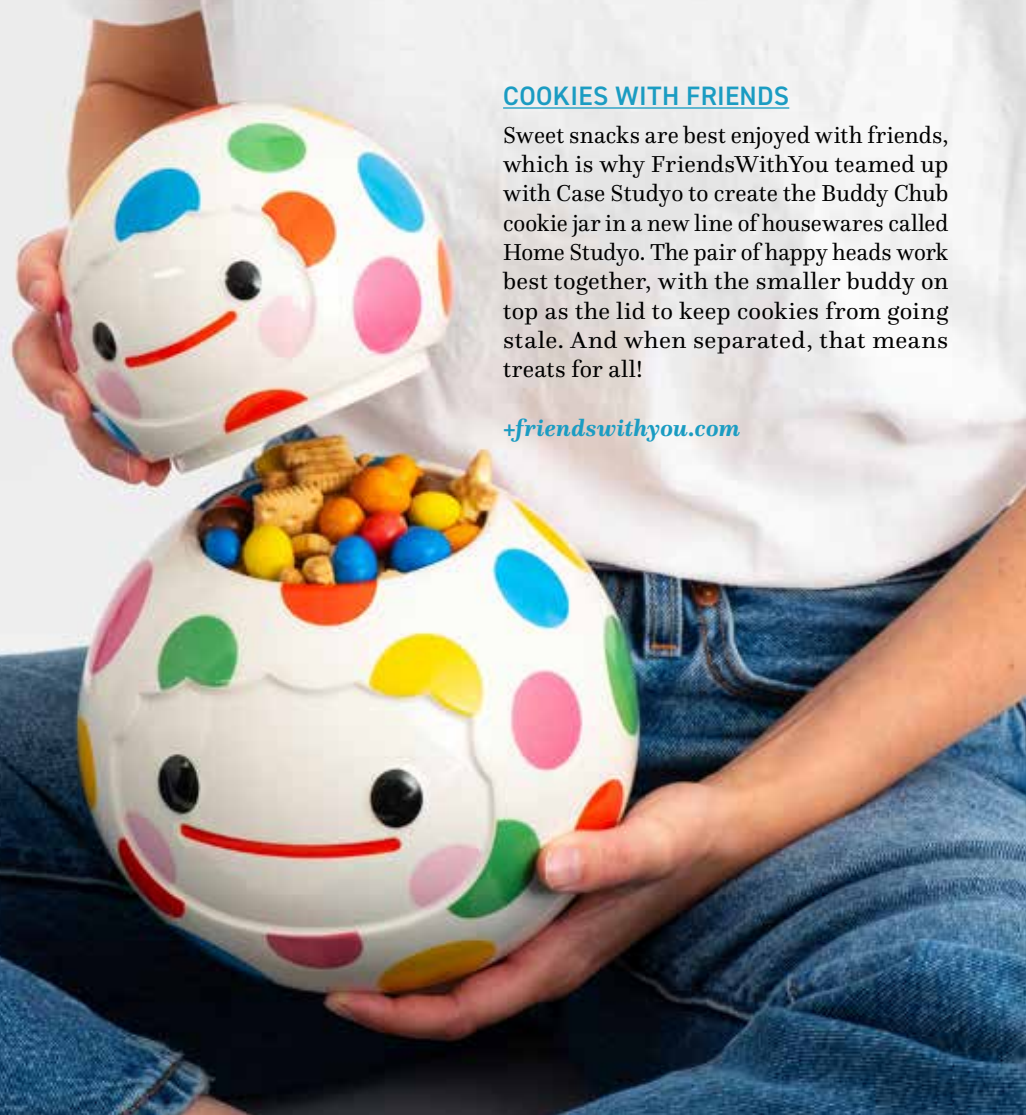 COOKIES WITH FRIENDS
Sweet snacks are best enjoyed with friends,
which is why FriendsWithYou teamed up
with Case Studyo to create the Buddy Chub
cookie jar in a new line of housewares called
Home Studyo. The pair of happy heads work
best together, with the smaller buddy on
top as the lid to keep cookies from going
stale. And when separated, that means
treats for all!
+friendswithyou.com